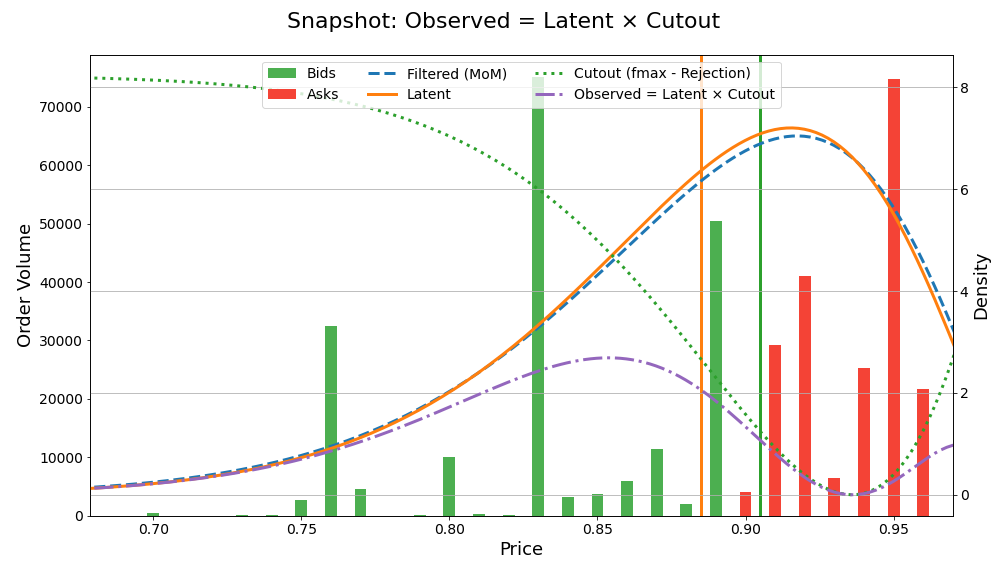 Snapshot: Observed = Latent × Cutout
Bids
Asks
Filtered (MoM)
Latent
Cutout (fmax - Rejection)
Observed = Latent × Cutout
Order Volume
70000
60000
50000
40000
30000
20000
10000
0
Density
8
6
4
2
0
0.70 0.75 0.80 0.85 0.90 0.95
Price